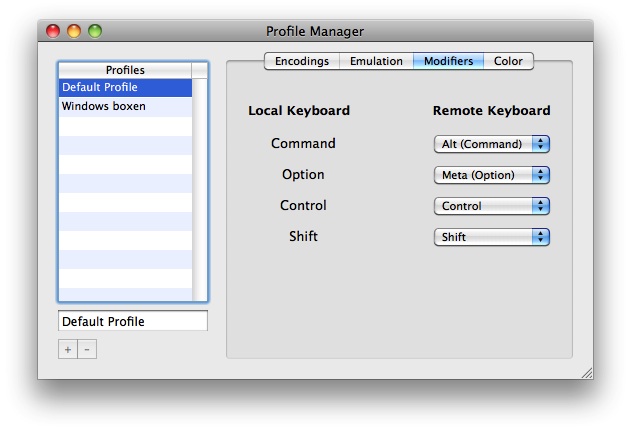 Profile Manager
Profiles
Default Profile
Windows boxen
Default Profile
+ -
Encodings Emulation Modifiers Color
Local Keyboard Remote Keyboard
Command Alt (Command)
Option Meta (Option)
Control Control
Shift Shift